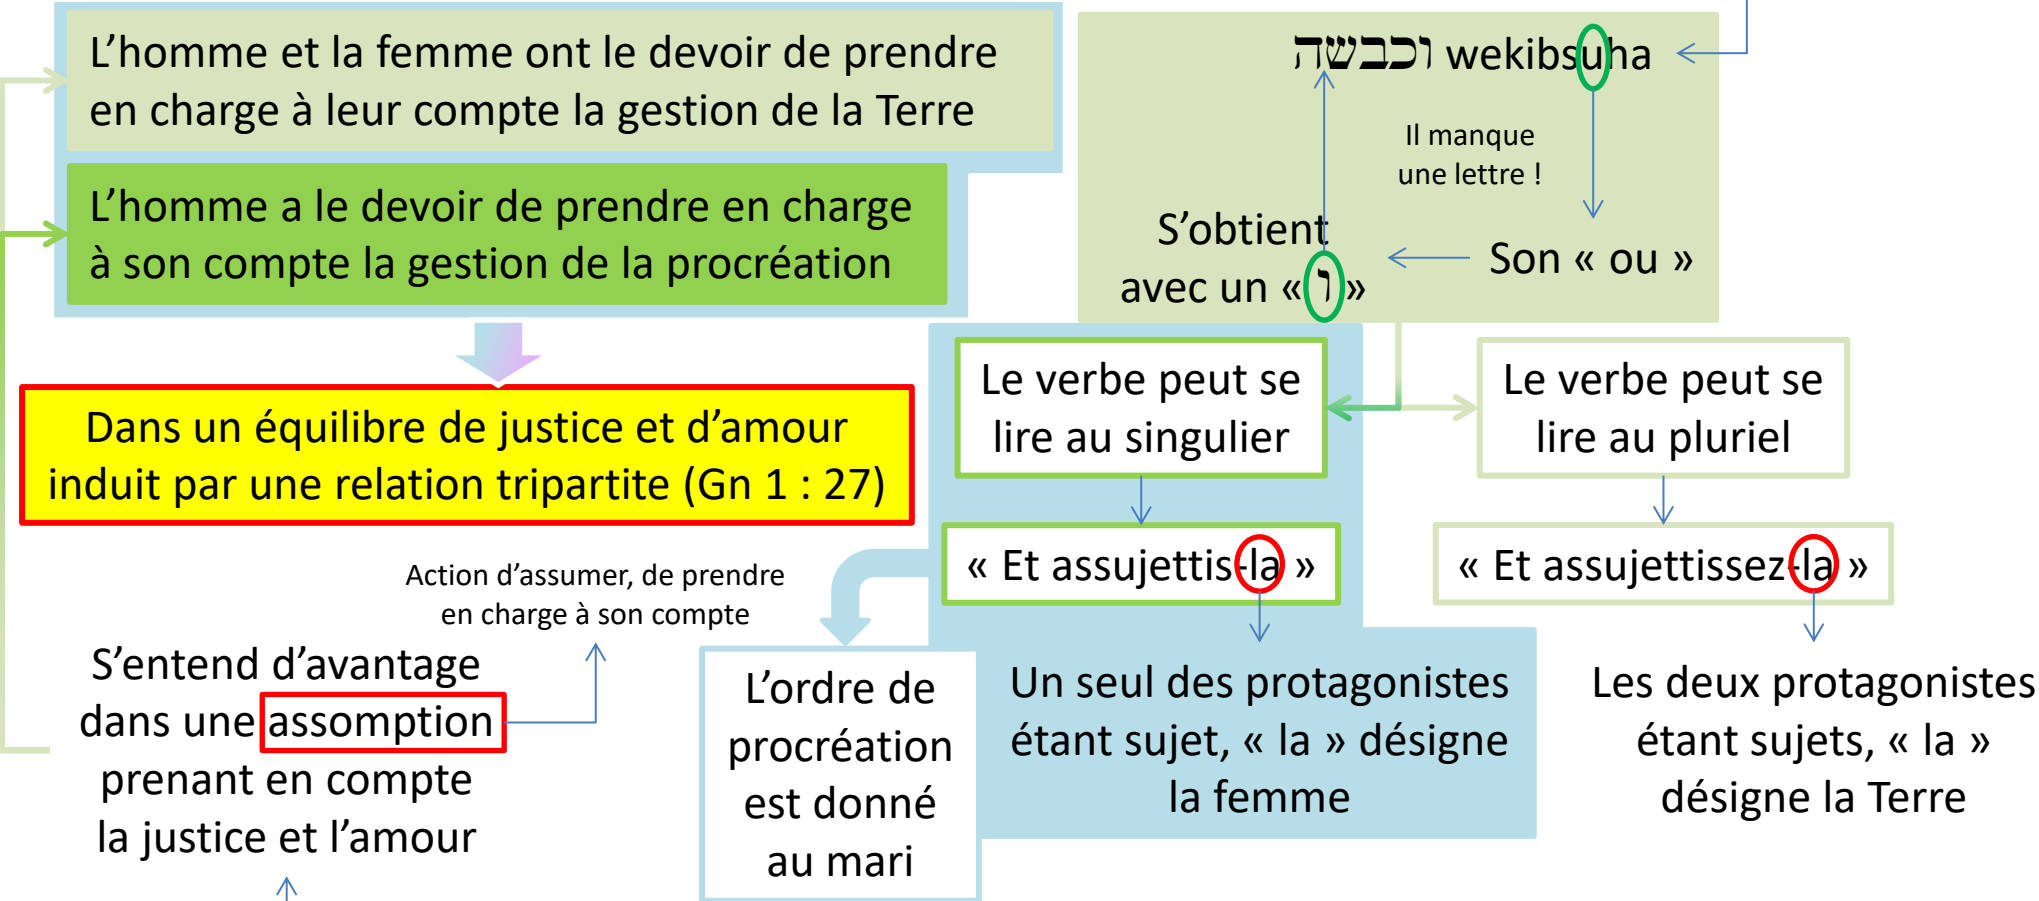 L'homme et la femme ont le devoir de prendre
en charge à leur compte la gestion de la Terre
L'homme a le devoir de prendre en charge
à son compte la gestion de la procréation
Dans un équilibre de justice et d'amour
induit par une relation tripartite (Gn 1 : 27)
Action d'assumer, de prendre
en charge à son compte
S'entend d'avantage
dans une assomption
prenant en compte
la justice et l'amour
וכבשה wekibsuha
Il manque
une lettre !
Son « ou »
S'obtient
avec un « ו »
Le verbe peut se
lire au singulier
« Et assujettis-la »
L'ordre de
procréation
est donné
au mari
Un seul des protagonistes
étant sujet, « la » désigne
la femme
Le verbe peut se
lire au pluriel
« Et assujettissez-la »
Les deux protagonistes
étant sujets, « la »
désigne la Terre